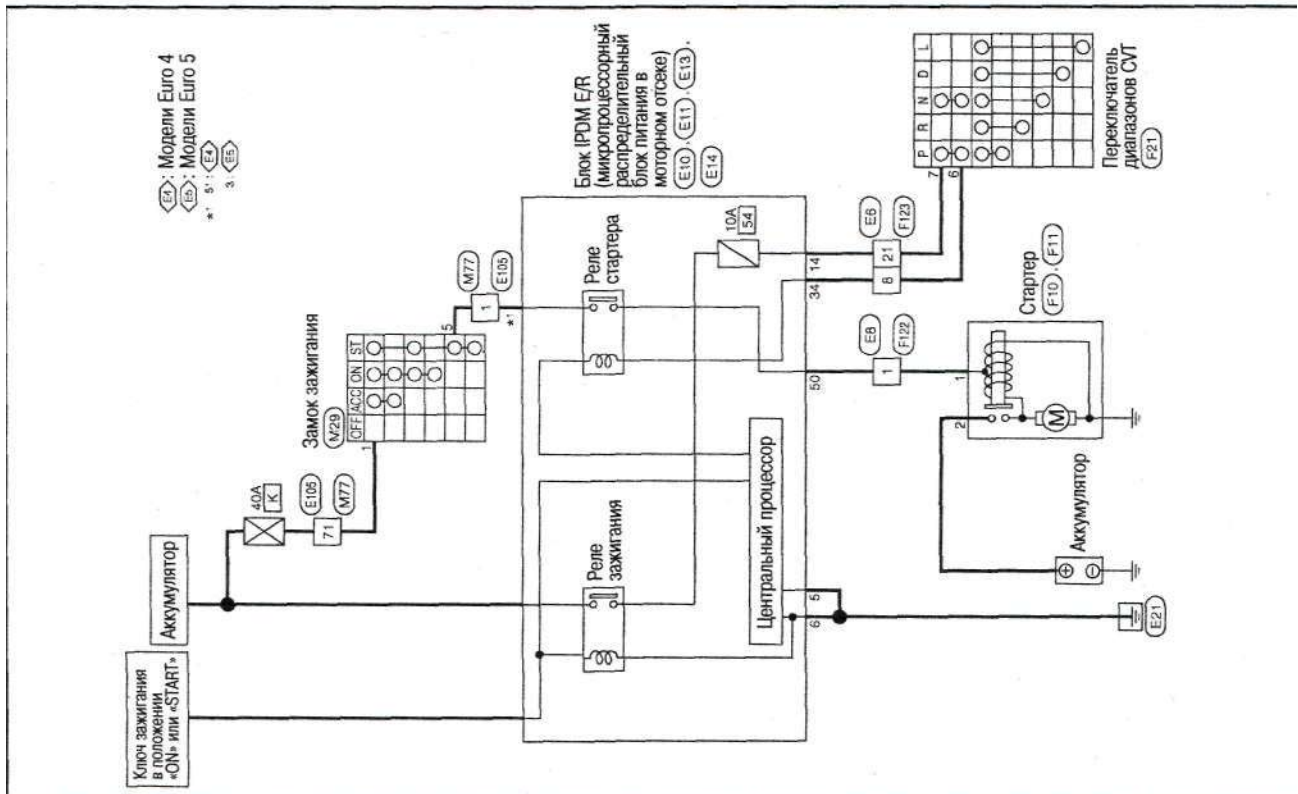 E4: Модели Euro 4
E5: Модели Euro 5
*1 5: E4
3: E5
Ключ зажигания
в положении
«ON» или «START»
Аккумулятор
40A
K
71
E105
M77
Замок зажигания
M29
OFF ACC ON ST
1
5
1
M77
E105
*1
Блок IPDM E/R
(микропроцессорный
распределительный
блок питания в
моторном отсеке)
E10, E11, E13,
E14
Реле
зажигания
Реле
стартера
10A
54
Центральный процессор
6
5
50
34
14
1
E8
F122
8
21
E6
F123
7
6
P R N D L
Переключатель
диапазонов CVT
F21
Стартер
F10, F11
2
1
M
Аккумулятор
E21